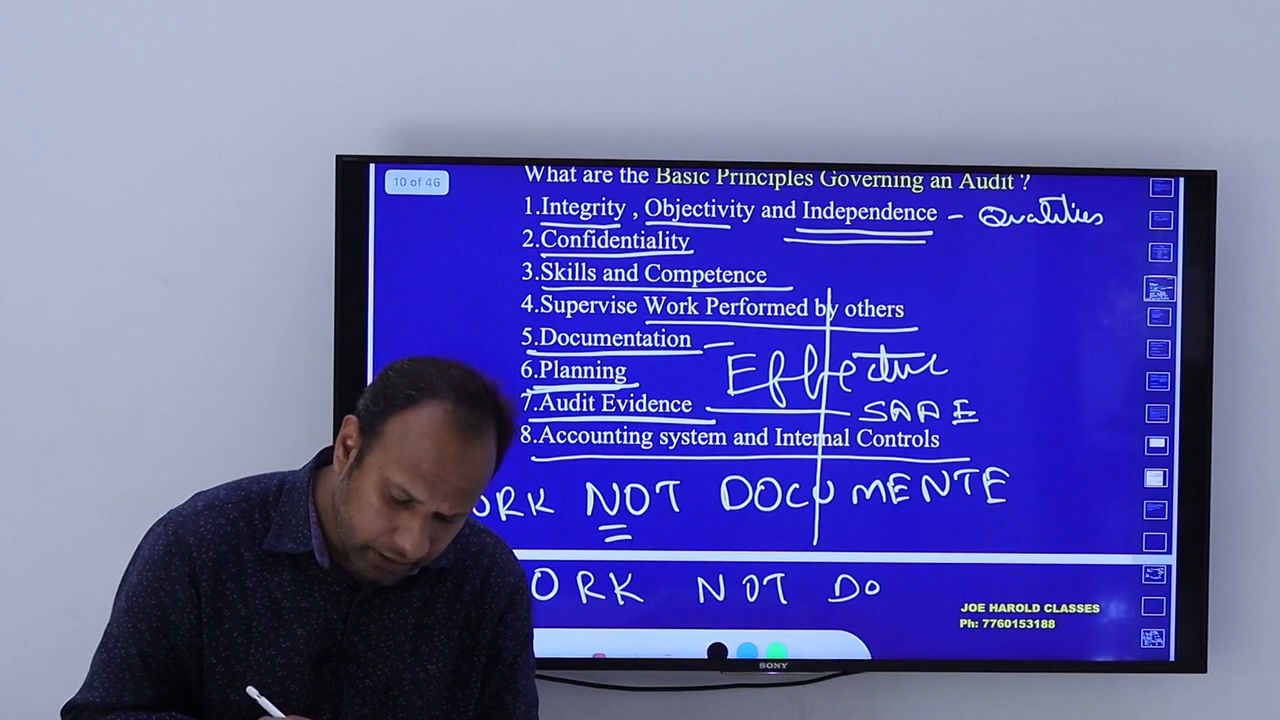 10 of 46
What are the Basic Principles Governing an Audit ?
1.Integrity , Objectivity and Independence – Qualities
2.Confidentiality
3.Skills and Competence
4.Supervise Work Performed by others
5.Documentation –
6.Planning Effective
7.Audit Evidence SAAE
8.Accounting system and Internal Controls
ORK NOT DOCUMENTE
ORK NOT DO
JOE HAROLD CLASSES
Ph: 7760153188
SONY